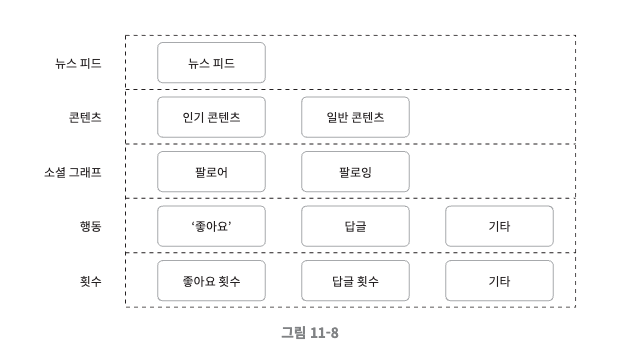 뉴스 피드 뉴스 피드
콘텐츠 인기 콘텐츠 일반 콘텐츠
소셜 그래프 팔로어 팔로잉
행동 ‘좋아요’ 답글 기타
횟수 좋아요 횟수 답글 횟수 기타
그림 11-8